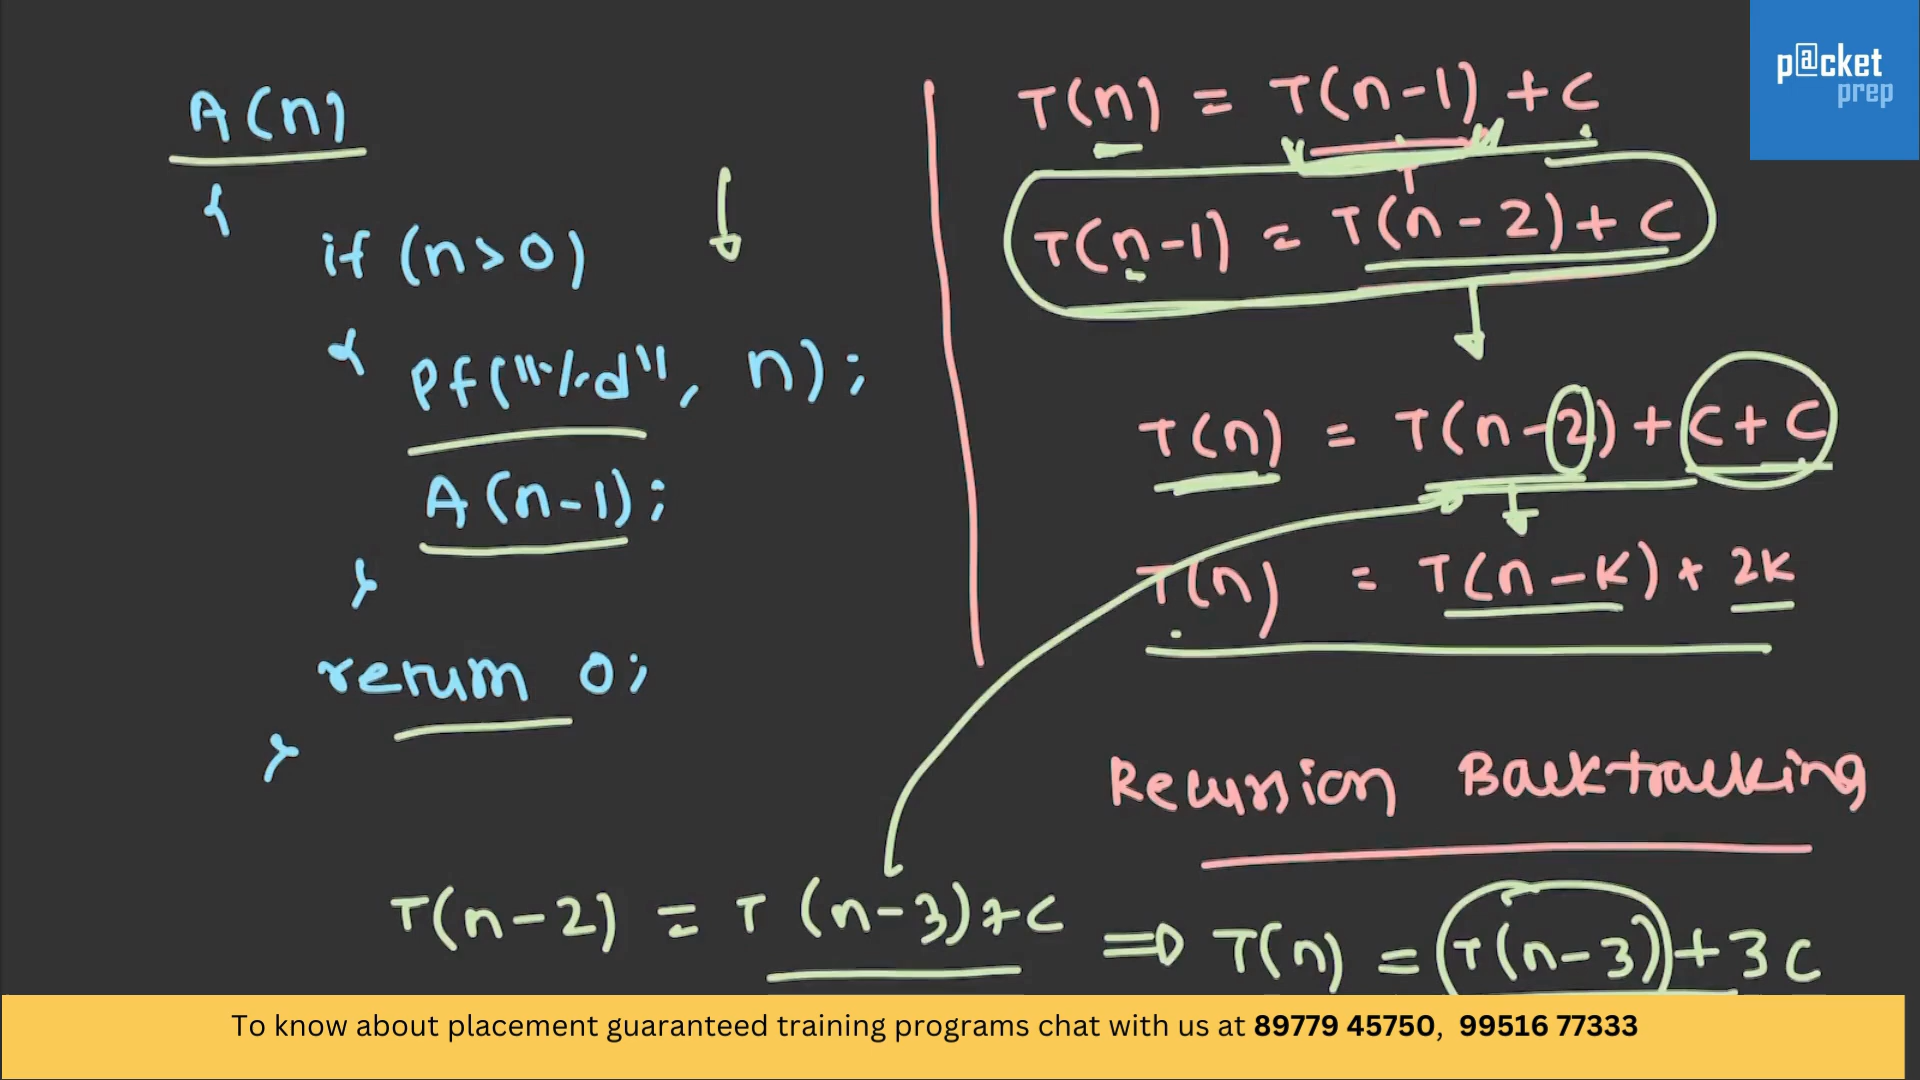 A(n)
{
if (n>0)
{
Pf("%d", n);
A(n-1);
}
return 0;
}
T(n) = T(n-1) + C
T(n-1) = T(n-2) + C
T(n) = T(n-2) + C + C
T(n) = T(n-K) + 2K
Recursion Backtracking
T(n-2) = T(n-3)+C ⇒ T(n) = T(n-3)+3C
p@cket
prep
To know about placement guaranteed training programs chat with us at 89779 45750, 99516 77333